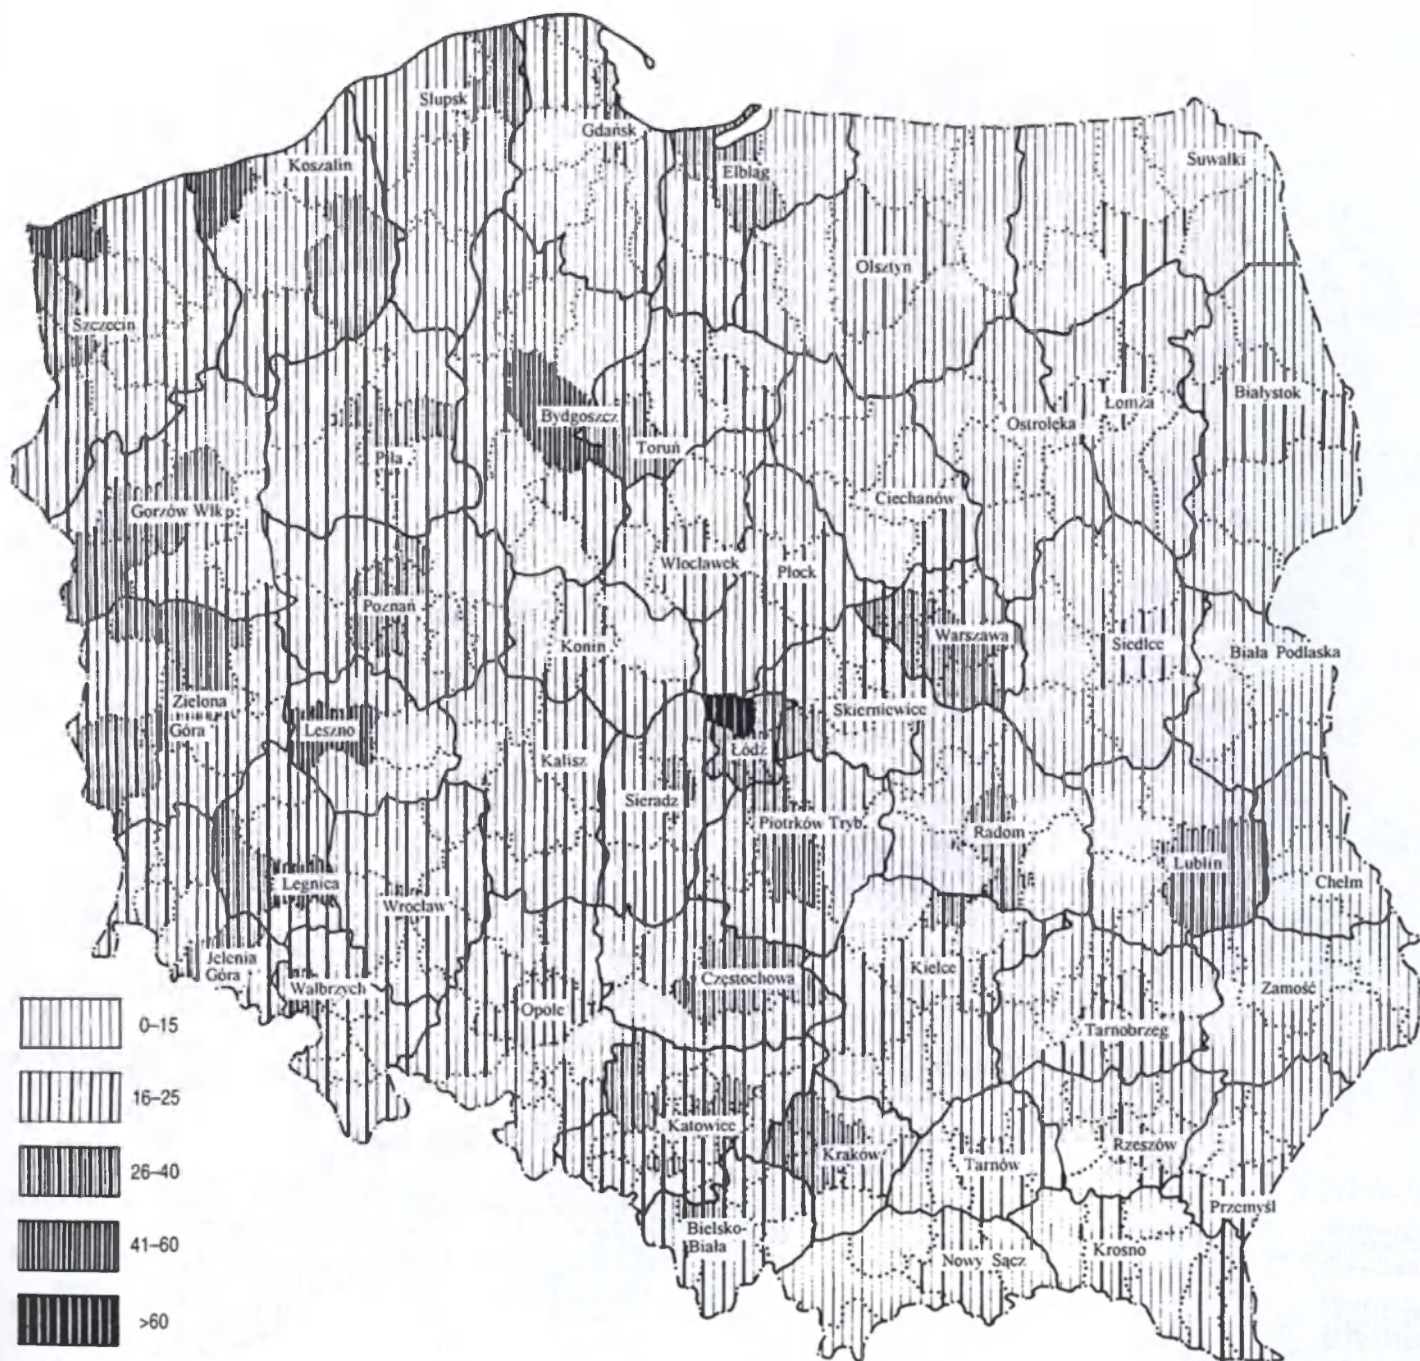 Słupsk
Gdańsk
Koszalin
Elbląg
Suwałki
Olsztyn
Szczecin
Białystok
Łomża
Bydgoszcz
Ostrołęka
Toruń
Piła
Ciechanów
Gorzów Wlkp.
Włocławek
Płock
Poznań
Warszawa
Konin
Siedlce
Biała Podlaska
Zielona
Góra
Skierniewice
Leszno
Łódź
Kalisz
Sieradz
Piotrków Tryb.
Radom
Lublin
Legnica
Chełm
Wrocław
Jelenia
Góra
Kielce
Częstochowa
Wałbrzych
Zamość
Opole
Tarnobrzeg
Katowice
Rzeszów
Kraków
Tarnów
Przemyśl
Bielsko-
Biała
Krosno
Nowy Sącz
0–15
16–25
26–40
41–60
>60